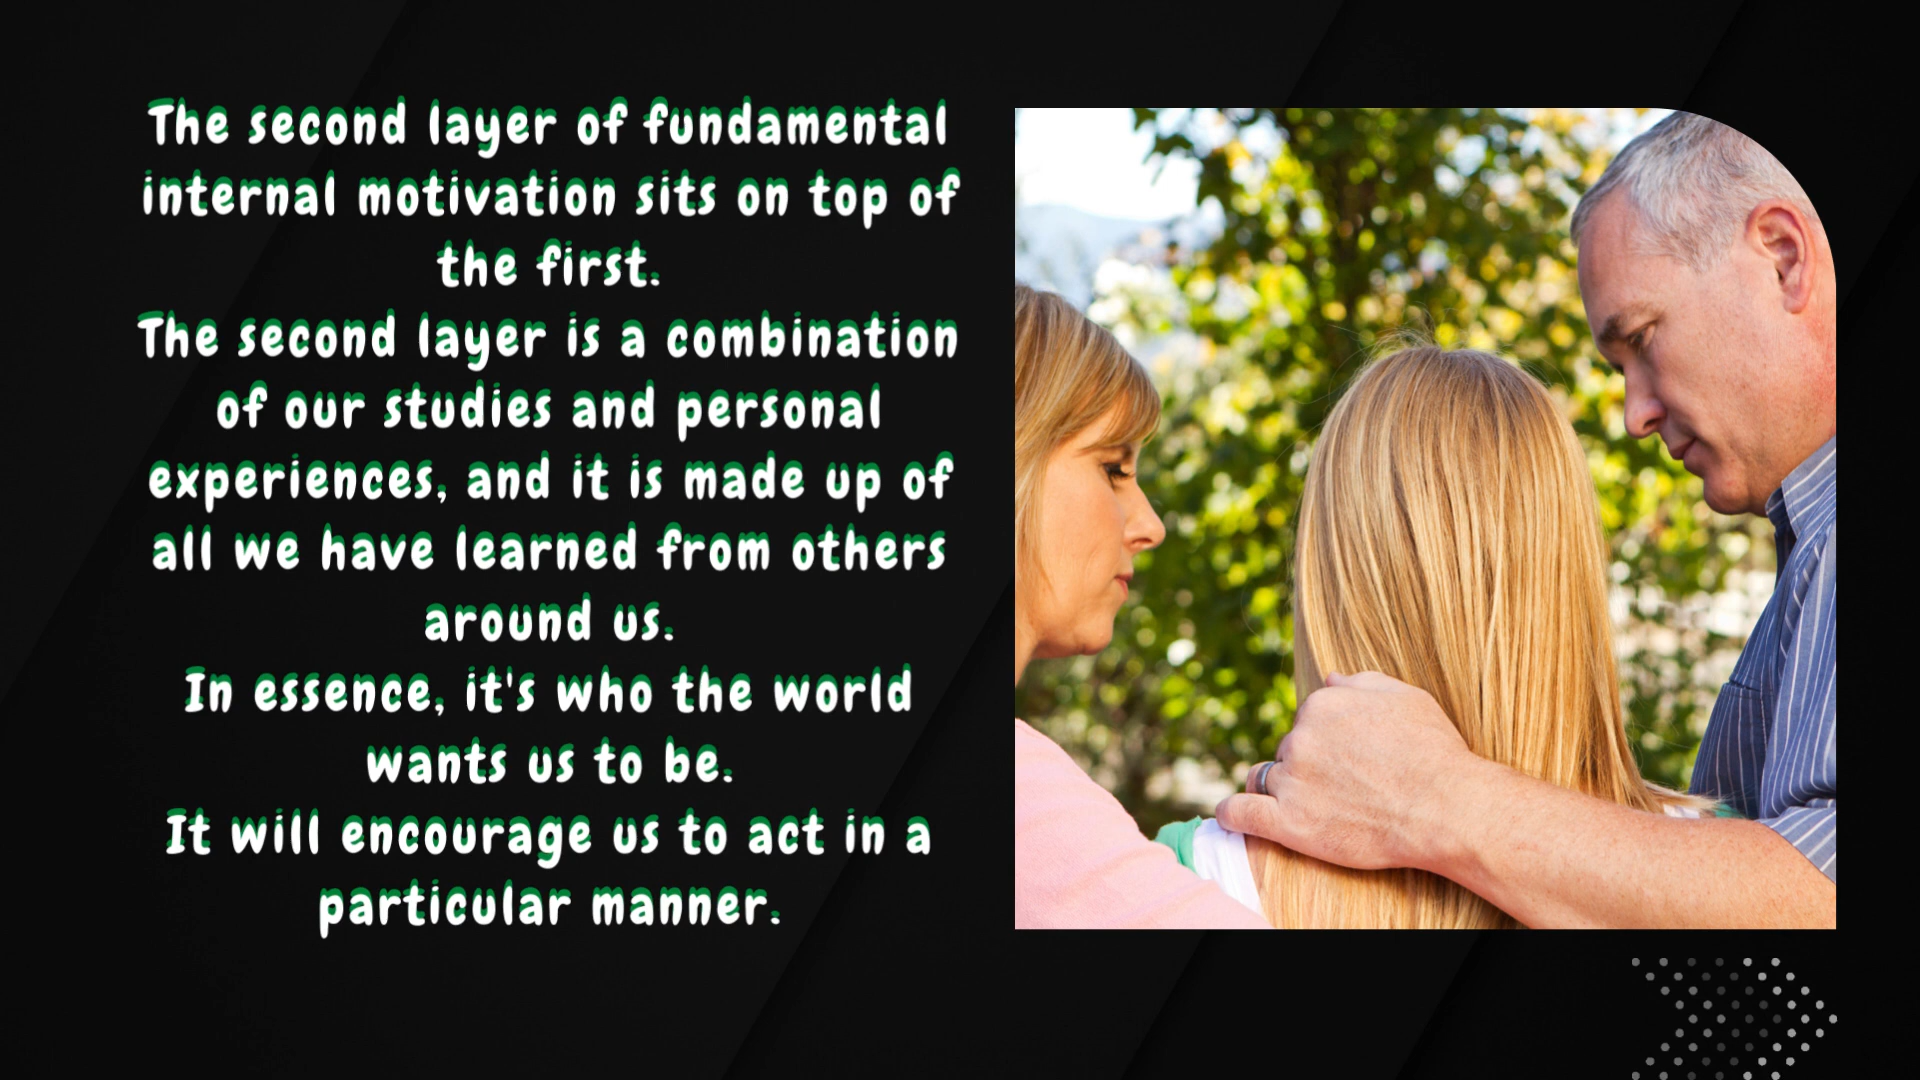 The second layer of fundamental
internal motivation sits on top of
the first.
The second layer is a combination
of our studies and personal
experiences, and it is made up of
all we have learned from others
around us.
In essence, it's who the world
wants us to be.
It will encourage us to act in a
particular manner.